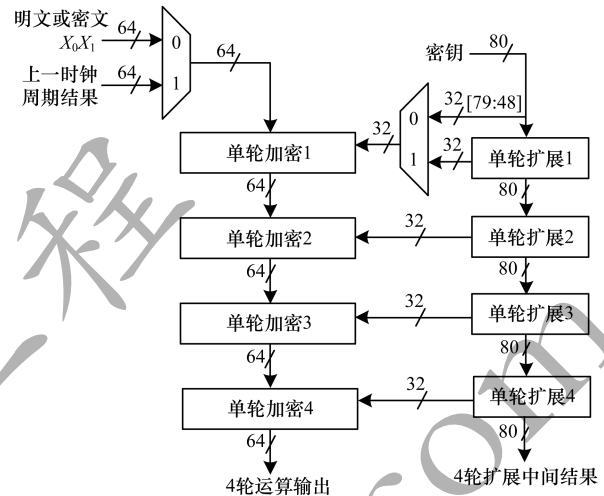 明文或密文
X0X1
64
0
64
密钥
80
上一时钟
周期结果
64
1
32
[79:48]
0
32
1
32
单轮加密1
单轮扩展1
64
80
单轮加密2
32
单轮扩展2
64
80
单轮加密3
32
单轮扩展3
64
80
单轮加密4
32
单轮扩展4
64
80
4轮运算输出
4轮扩展中间结果
程
com